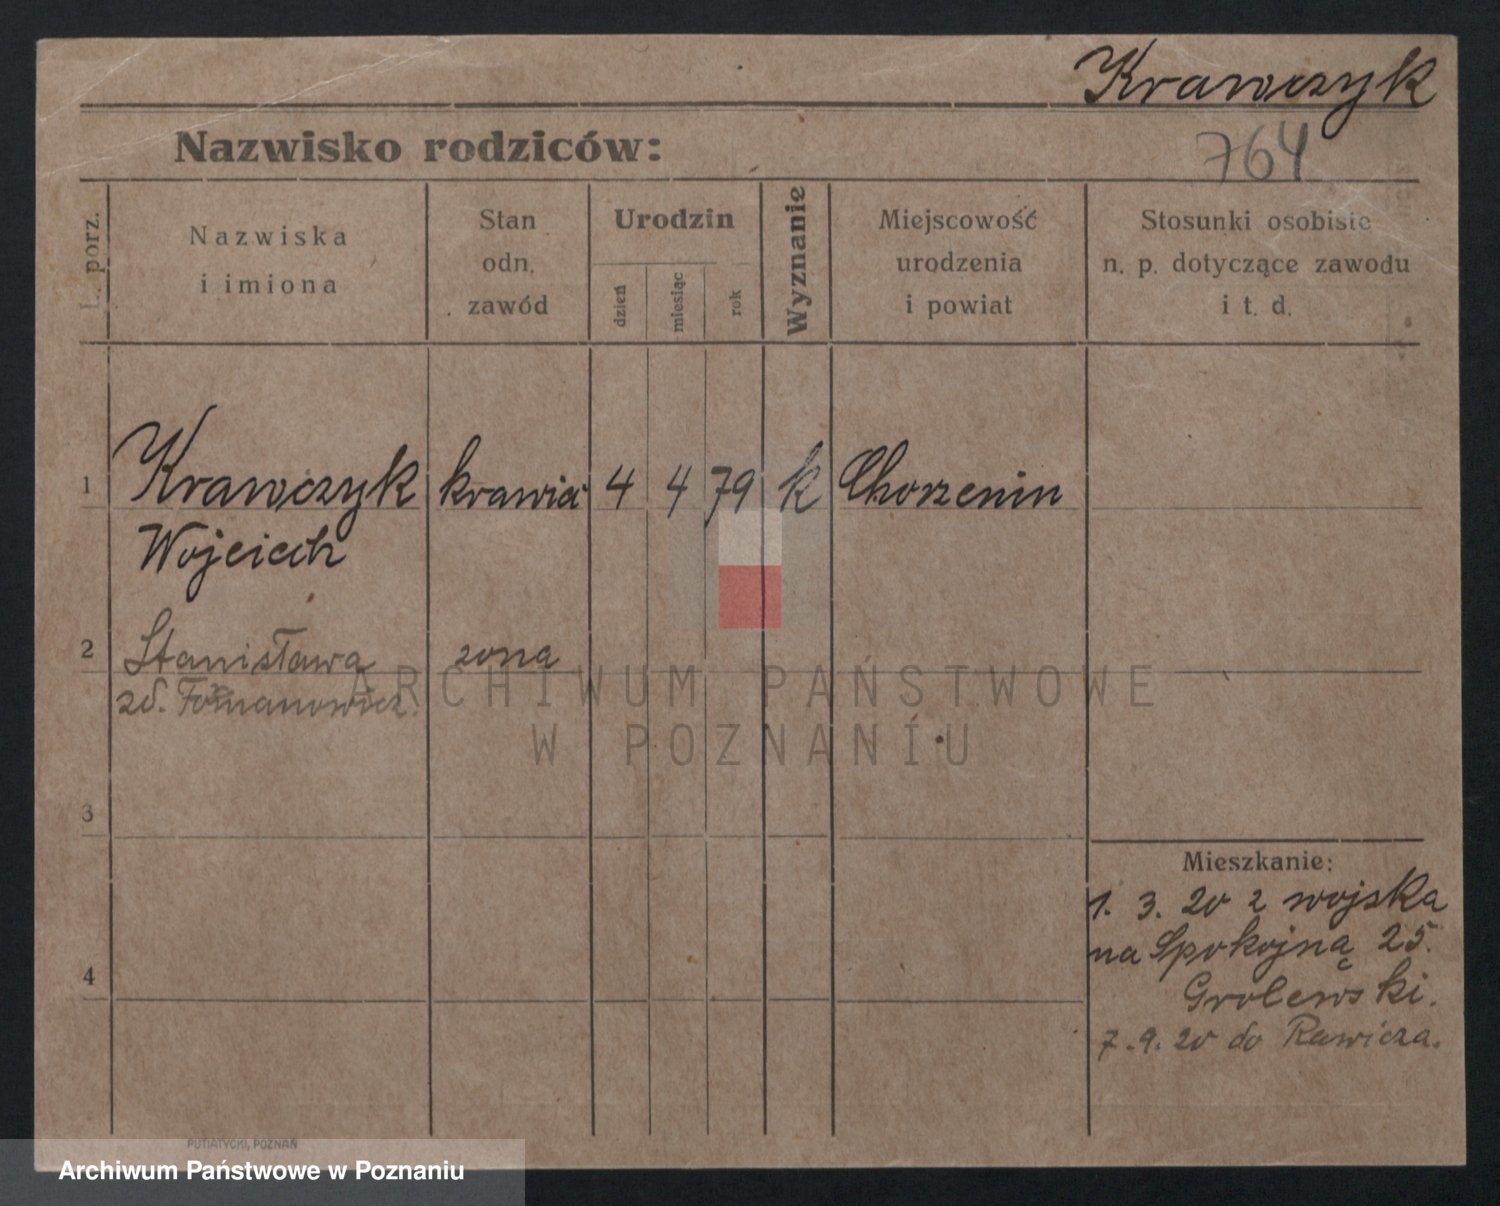 Krawczyk
Nazwisko rodziców:
764
L. porz.
Nazwiska
i imiona
Stan
odn.
zawód
Urodzin
dzień
miesiąc
rok
Wyznanie
Miejscowość
urodzenia
i powiat
Stosunki osobiste
n. p. dotyczące zawodu
i t. d.
1 Krawczyk krawiec 4 4 79 k Chorzenin
Wojciech
2 Stanisława żona
zd.
3
4
Mieszkanie:
1. 3. 20 z wojska
na Spokojną 25.
Grolewski.
7.9.20 do Rawicza.
PUTIATYCKI, POZNAŃ
ARCHIWUM PAŃSTWOWE
W POZNANIU
Archiwum Państwowe w Poznaniu